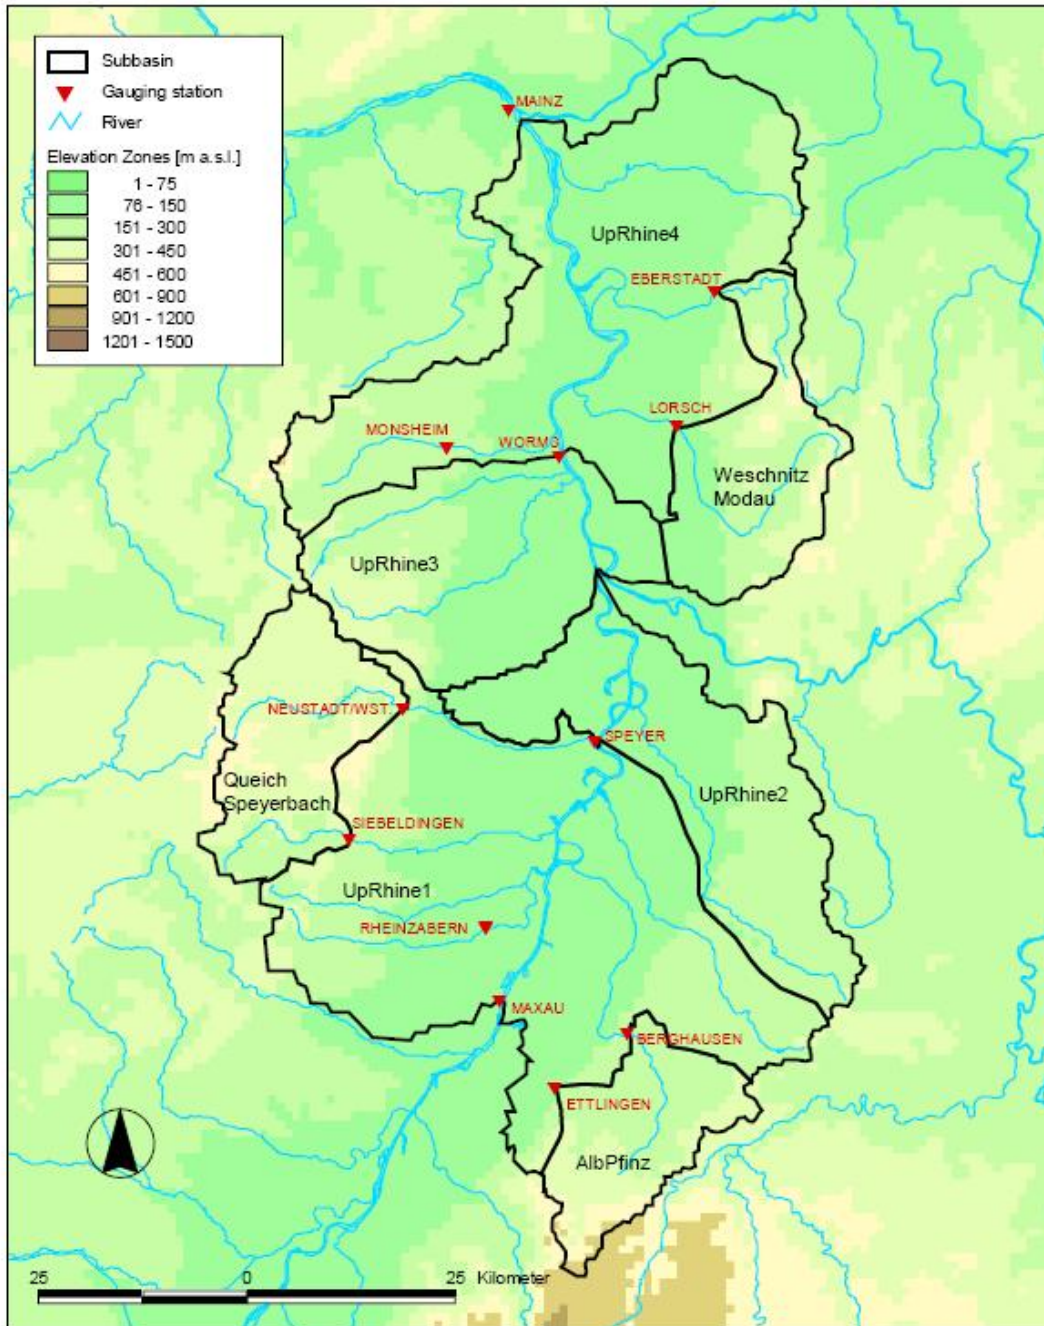 Subbasin
Gauging station
River
Elevation Zones [m a.s.l.]
1 - 75
76 - 150
151 - 300
301 - 450
451 - 600
601 - 900
901 - 1200
1201 - 1500
MAINZ
UpRhine4
EBERSTADT
LORSCH
MONSHEIM
WORMS
Weschnitz
Modau
UpRhine3
NEUSTADT/WST.
SPEYER
Queich
Speyerbach
UpRhine2
SIEBELDINGEN
UpRhine1
RHEINZABERN
MAXAU
BERGHAUSEN
ETTLINGEN
AlbPfinz
25 0 25 Kilometer